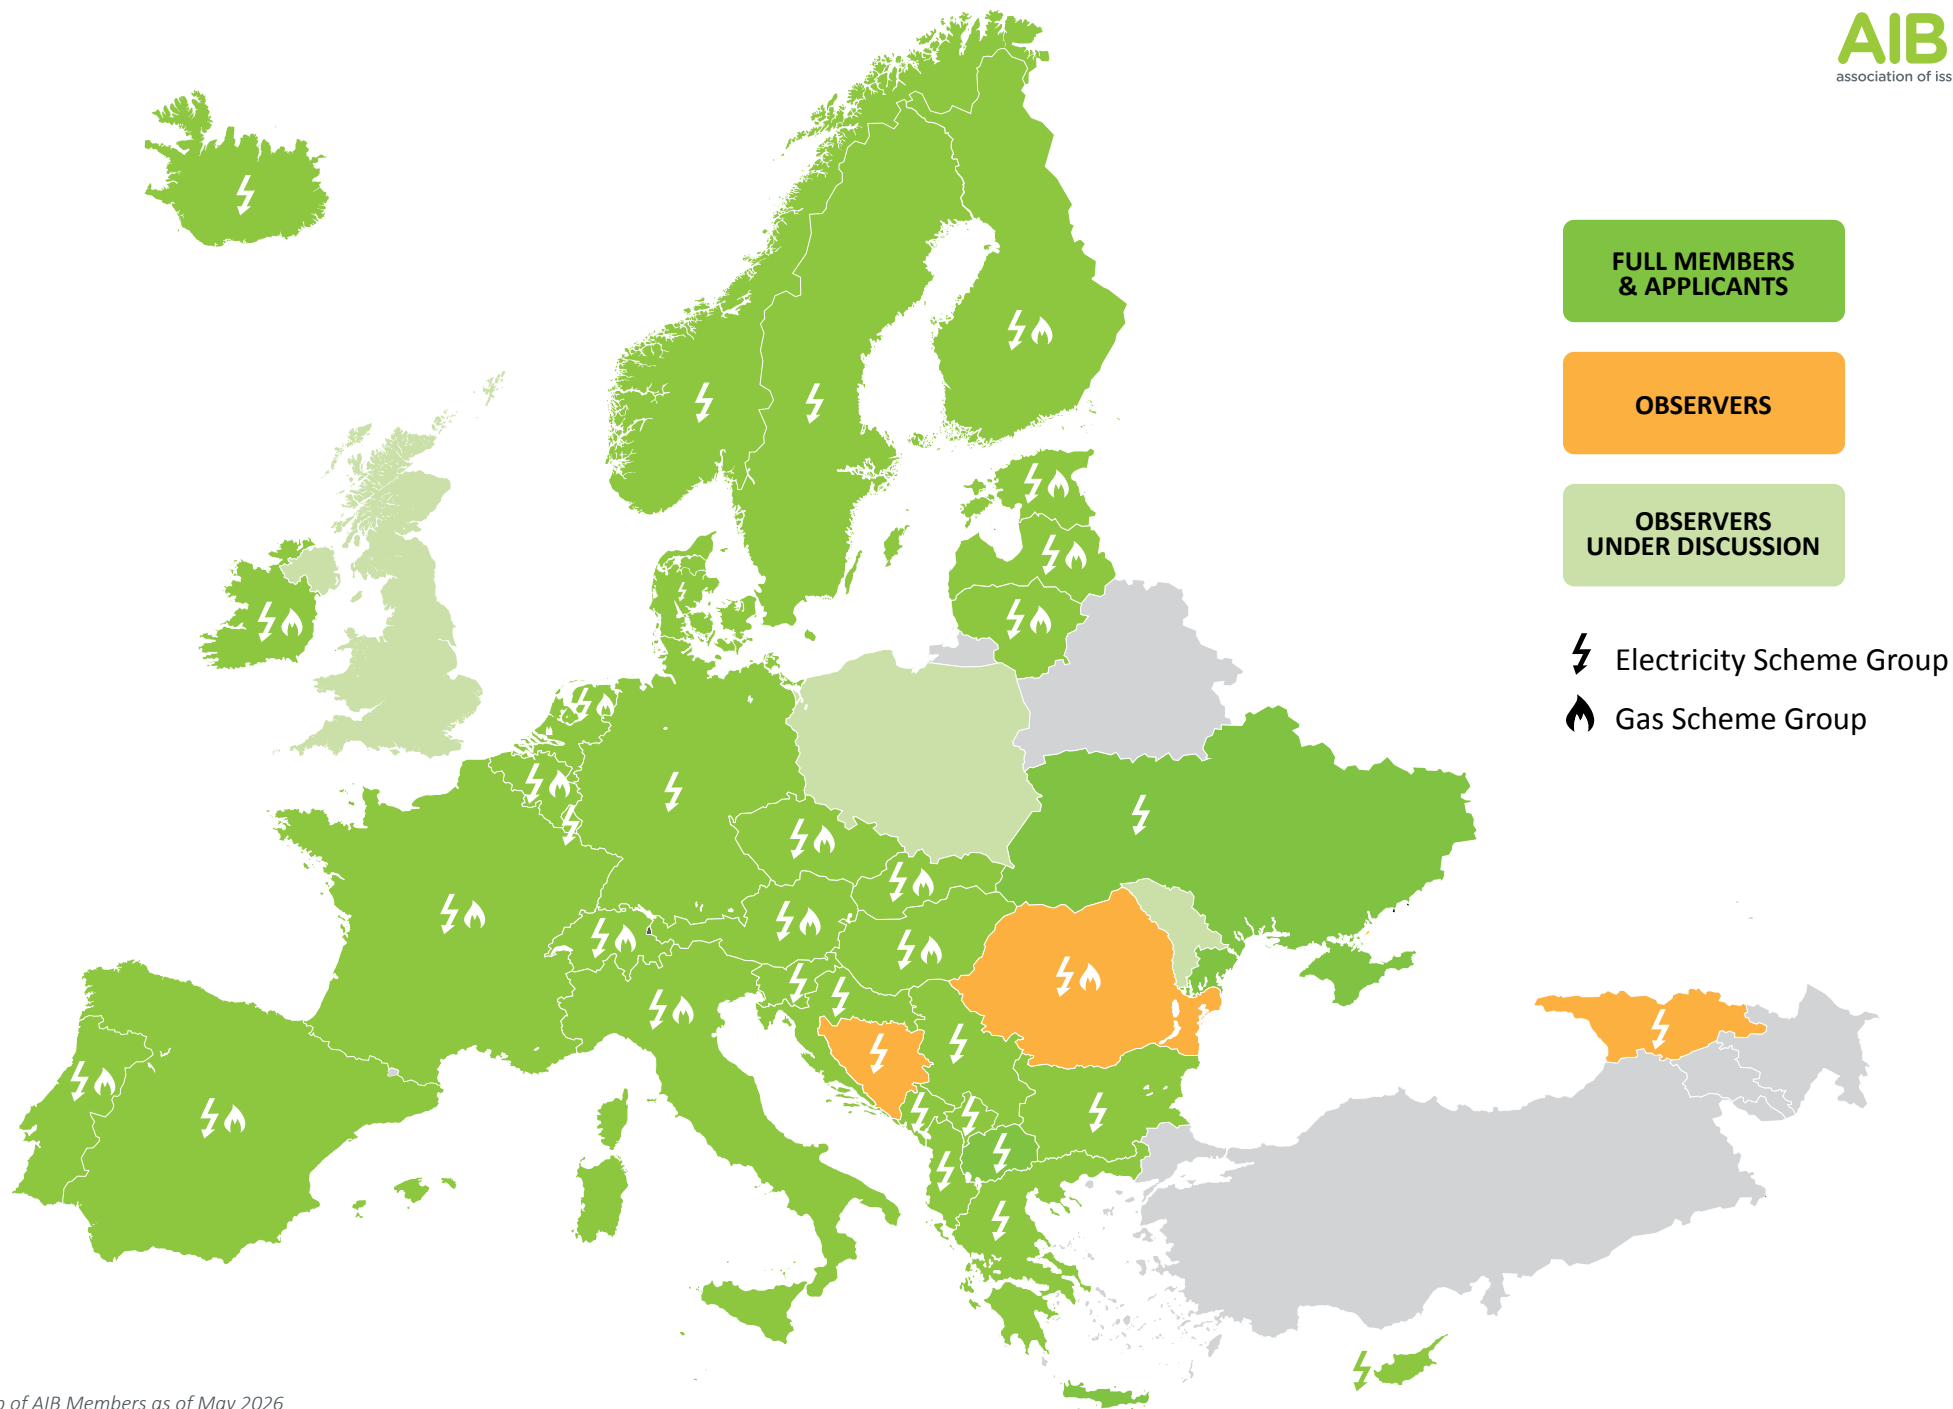 AIB
association of iss
FULL MEMBERS
& APPLICANTS
OBSERVERS
OBSERVERS
UNDER DISCUSSION
Electricity Scheme Group
Gas Scheme Group
of AIB Members as of May 2026